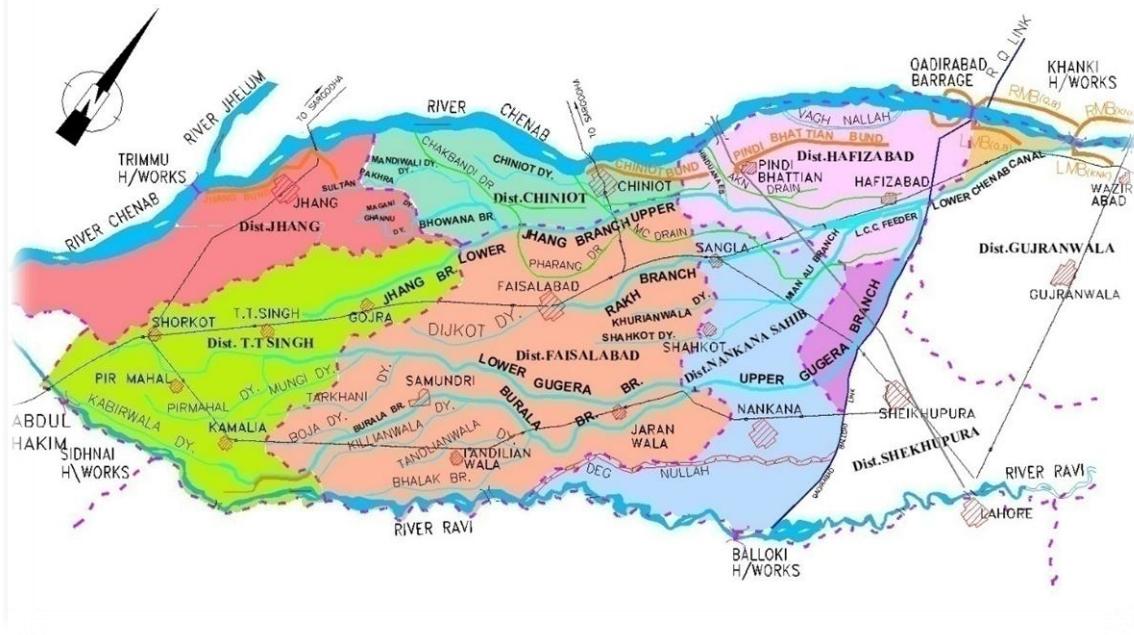 N
RIVER JHELUM
TO SARGODHA
RIVER CHENAB
TO SARGODHA
R Q LINK
QADIRABAD
BARRAGE
KHANKI
H/WORKS
RMB(Q.B)
LMB(Q.B)
LMB(KNK)
WAZIR
ABAD
TRIMMU
H/WORKS
RIVER CHENAB
JHANG BUND
JHANG
SULTAN
PAKHRA
DY.
MANDIWALI DY.
MAGANI
GHANNU
DY.
CHAKBANDI DR
CHINIOT DY.
CHINIOT BUND
CHINIOT
Dist.CHINIOT
BHOWANA BR.
VAGH NALLAH
PINDI BHATTIAN BUND
Dist.HAFIZABAD
PINDI
BHATTIAN
DRAIN
HAFIZABAD
LOWER CHENAB CANAL
L.C.C FEEDER
Dist.JHANG
JHANG BR. LOWER
JHANG BRANCH UPPER
MC DRAIN
PHARANG DR.
SANGLA
Dist.GUJRANWALA
GUJRANWALA
FAISALABAD
RAKH BRANCH
KHURIANWALA DY.
SHAHKOT DY.
SHAHKOT
Dist.NANKANA SAHIB
SHORKOT
T.T.SINGH
GOJRA
Dist. T.T SINGH
DIJKOT DY.
Dist.FAISALABAD
UPPER GUGERA BRANCH
PIR MAHAL
PIRMAHAL DY.
MUNGI DY.
TARKHANI DY.
SAMUNDRI
LOWER GUGERA BR.
BURALA BR.
ABDUL
HAKIM
KABIRWALA DY.
KAMALIA
BOJA DY.
BURALA BR.
KILLIANWALA DY.
TANDLIANWALA DY.
TANDILIAN
WALA
JARAN
WALA
NANKANA
SHEIKHUPURA
Dist.SHEKHUPURA
SIDHNAI
H\WORKS
BHALAK BR.
DEG NULLAH
RIVER RAVI
RIVER RAVI
LAHORE
BALLOKI
H/WORKS